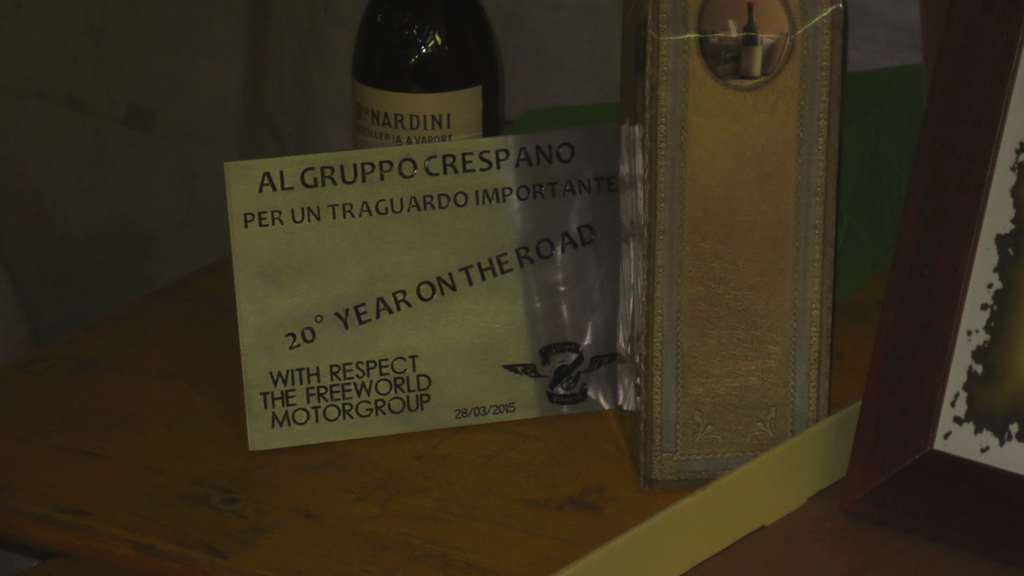 NARDINI
AL GRUPPO CRESPANO
PER UN TRAGUARDO IMPORTANTE
20° YEAR ON THE ROAD
WITH RESPECT
THE FREEWORLD
MOTORGROUP
28/03/2015